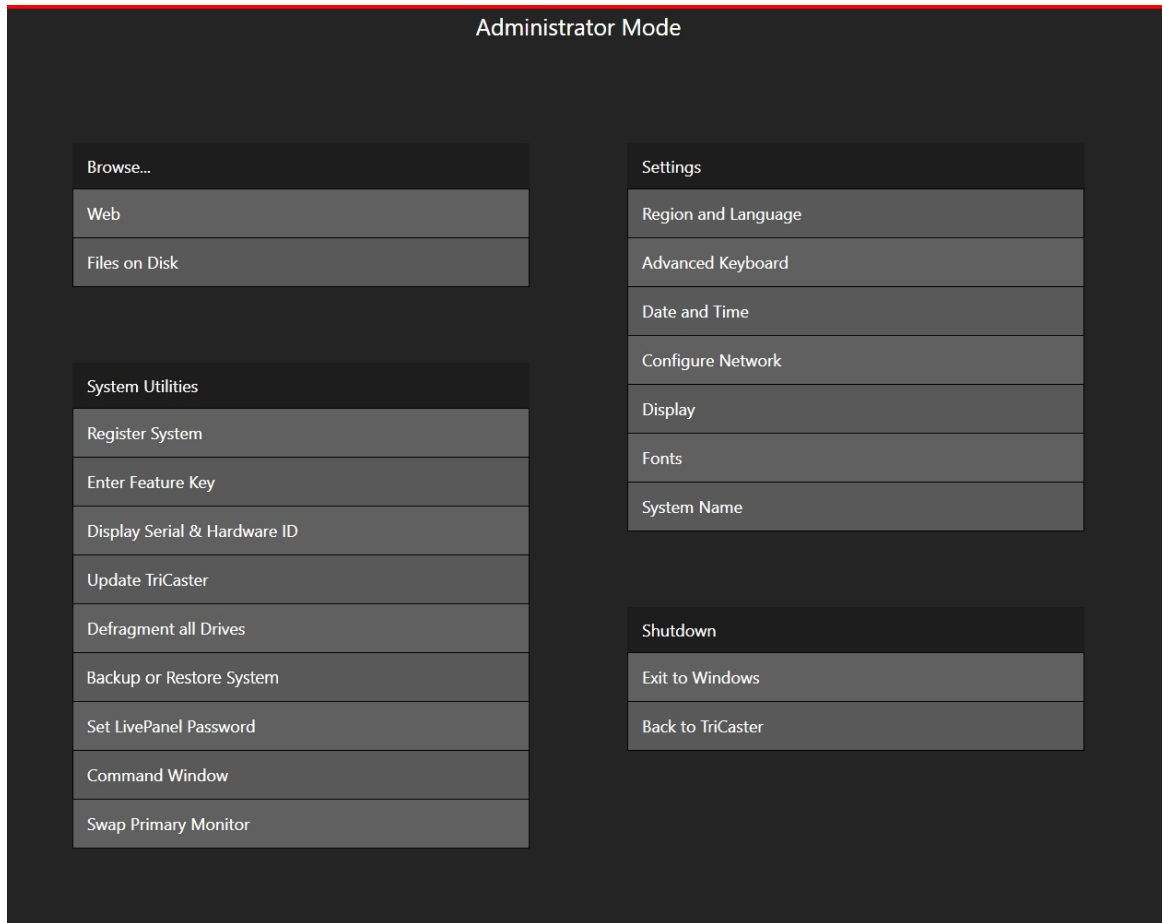 Administrator Mode
Browse...
Web
Files on Disk
System Utilities
Register System
Enter Feature Key
Display Serial & Hardware ID
Update TriCaster
Defragment all Drives
Backup or Restore System
Set LivePanel Password
Command Window
Swap Primary Monitor
Settings
Region and Language
Advanced Keyboard
Date and Time
Configure Network
Display
Fonts
System Name
Shutdown
Exit to Windows
Back to TriCaster